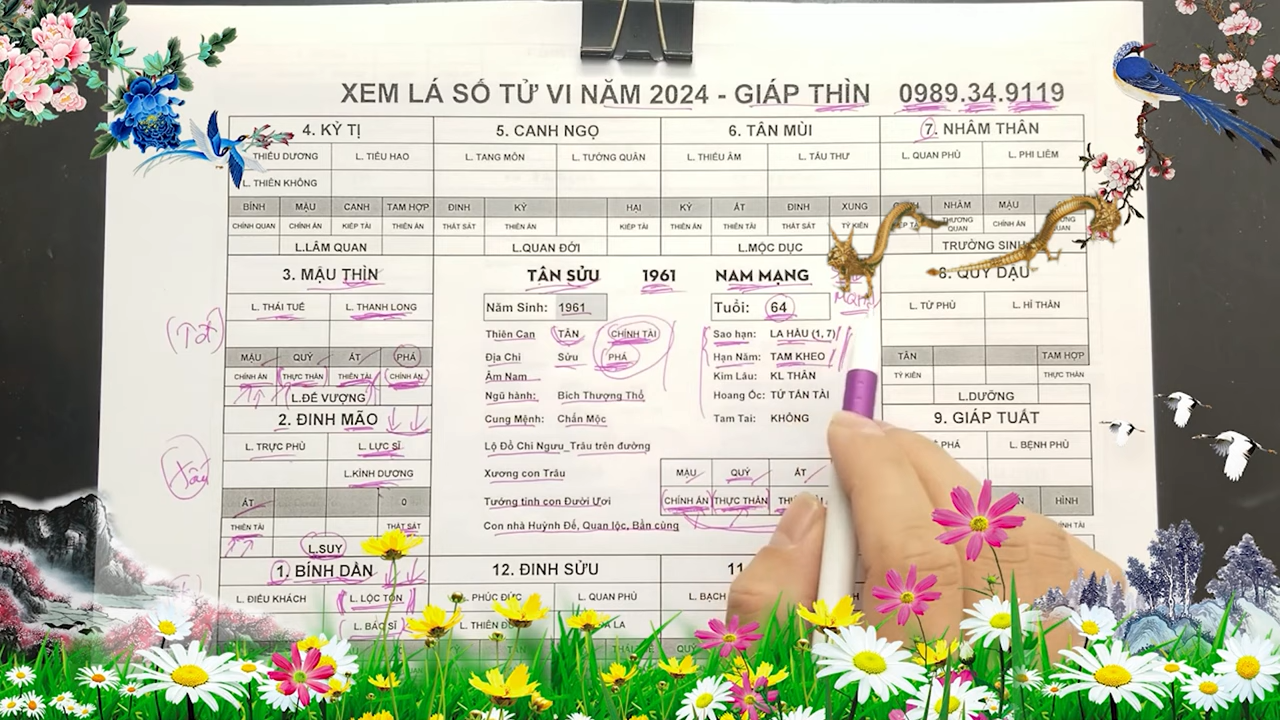 XEM LÁ SỐ TỬ VI NĂM 2024 - GIÁP THÌN 0989.34.9119
4. KỶ TỊ 5. CANH NGỌ 6. TÂN MÙI 7. NHÂM THÂN
THIẾU DƯƠNG L. TIỂU HAO L. TANG MÔN L. TƯỚNG QUÂN L. THIẾU ÂM L. TẤU THƯ L. QUAN PHÙ L. PHI LIÊM
L. THIÊN KHÔNG
BÍNH MẬU CANH TAM HỢP ĐINH KỶ HẠI KỶ ẤT ĐINH XUNG NHÂM MẬU
CHÍNH QUAN CHÍNH ẤN KIẾP TÀI THIÊN ẤN THẤT SÁT THIÊN ẤN KIẾP TÀI THIÊN ẤN THIÊN TÀI THẤT SÁT TỶ KIÊN THƯƠNG QUAN CHÍNH ẤN
L.LÂM QUAN L.QUAN ĐỚI L.MỘC DỤC TRƯỜNG SINH
3. MẬU THÌN
L. THÁI TUẾ L. THANH LONG
MẬU QUÝ ẤT PHÁ
CHÍNH ẤN THỰC THẦN THIÊN TÀI CHÍNH ẤN
L.ĐẾ VƯỢNG
2. ĐINH MÃO
L. TRỰC PHÙ L. LỰC SĨ
L.KÌNH DƯƠNG
ẤT 0
THIÊN TÀI THẤT SÁT
L.SUY
TÂN SỬU 1961 NAM MẠNG
Năm Sinh: 1961 Tuổi: 64
Thiên Can TÂN CHÍNH TÀI Sao hạn: LA HẦU (1, 7)
Địa Chi Sửu PHÁ Hạn Năm: TAM KHEO
Âm Nam Kim Lâu: KL THÂN
Ngũ hành: Bích Thượng Thổ Hoang Ốc: TỨ TẤN TÀI
Cung Mệnh: Chấn Mộc Tam Tai: KHÔNG
Lộ Đồ Chi Ngưu_Trâu trên đường
Xương con Trâu MẬU QUÝ ẤT
Tướng tinh con Đười Ươi CHÍNH ẤN THỰC THẦN
Con nhà Huỳnh Đế, Quan lộc, Bần cùng
8. QUÝ DẬU
L. TỬ PHÙ L. HỈ THẦN
TÂN TAM HỢP
TỶ KIÊN THỰC THẦN
L.DƯỠNG
9. GIÁP TUẤT
PHÁ L. BỆNH PHÙ
HÌNH
1. BÍNH DẦN 12. ĐINH SỬU 11
L. ĐIẾU KHÁCH L. LỘC TỒN PHÚC ĐỨC L. QUAN PHỦ L. BẠCH
L. BÁC SĨ